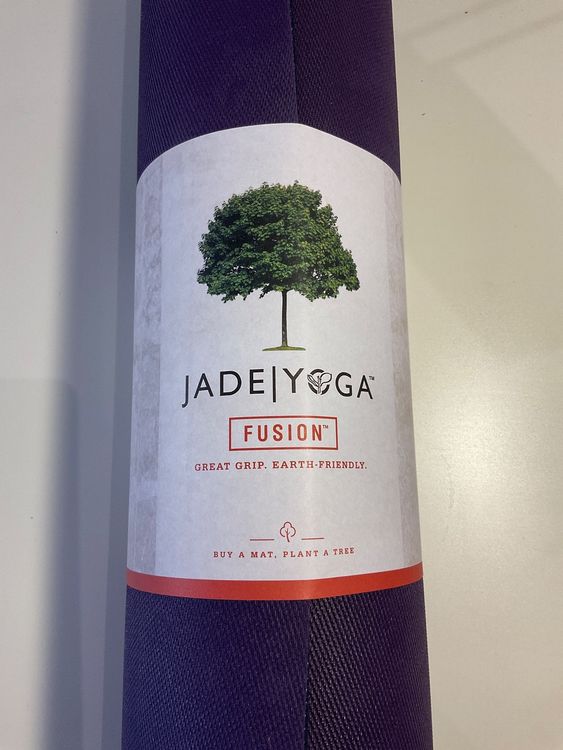 JADE|YOGA™
FUSION™
GREAT GRIP. EARTH-FRIENDLY.
BUY A MAT, PLANT A TREE